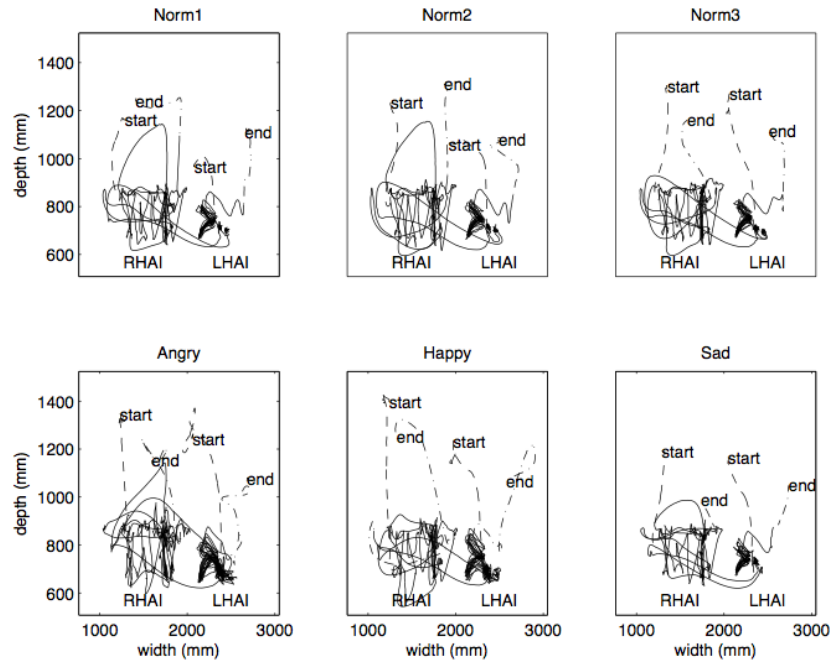 Norm1
Norm2
Norm3
1400
1200
1000
800
600
depth (mm)
end
start
start
end
RHAI
LHAI
start
end
start
end
RHAI
LHAI
start
end
start
end
RHAI
LHAI
Angry
Happy
Sad
1400
1200
1000
800
600
depth (mm)
start
end
start
end
RHAI
LHAI
start
end
start
end
RHAI
LHAI
start
end
start
end
RHAI
LHAI
1000 2000 3000
1000 2000 3000
1000 2000 3000
width (mm)
width (mm)
width (mm)